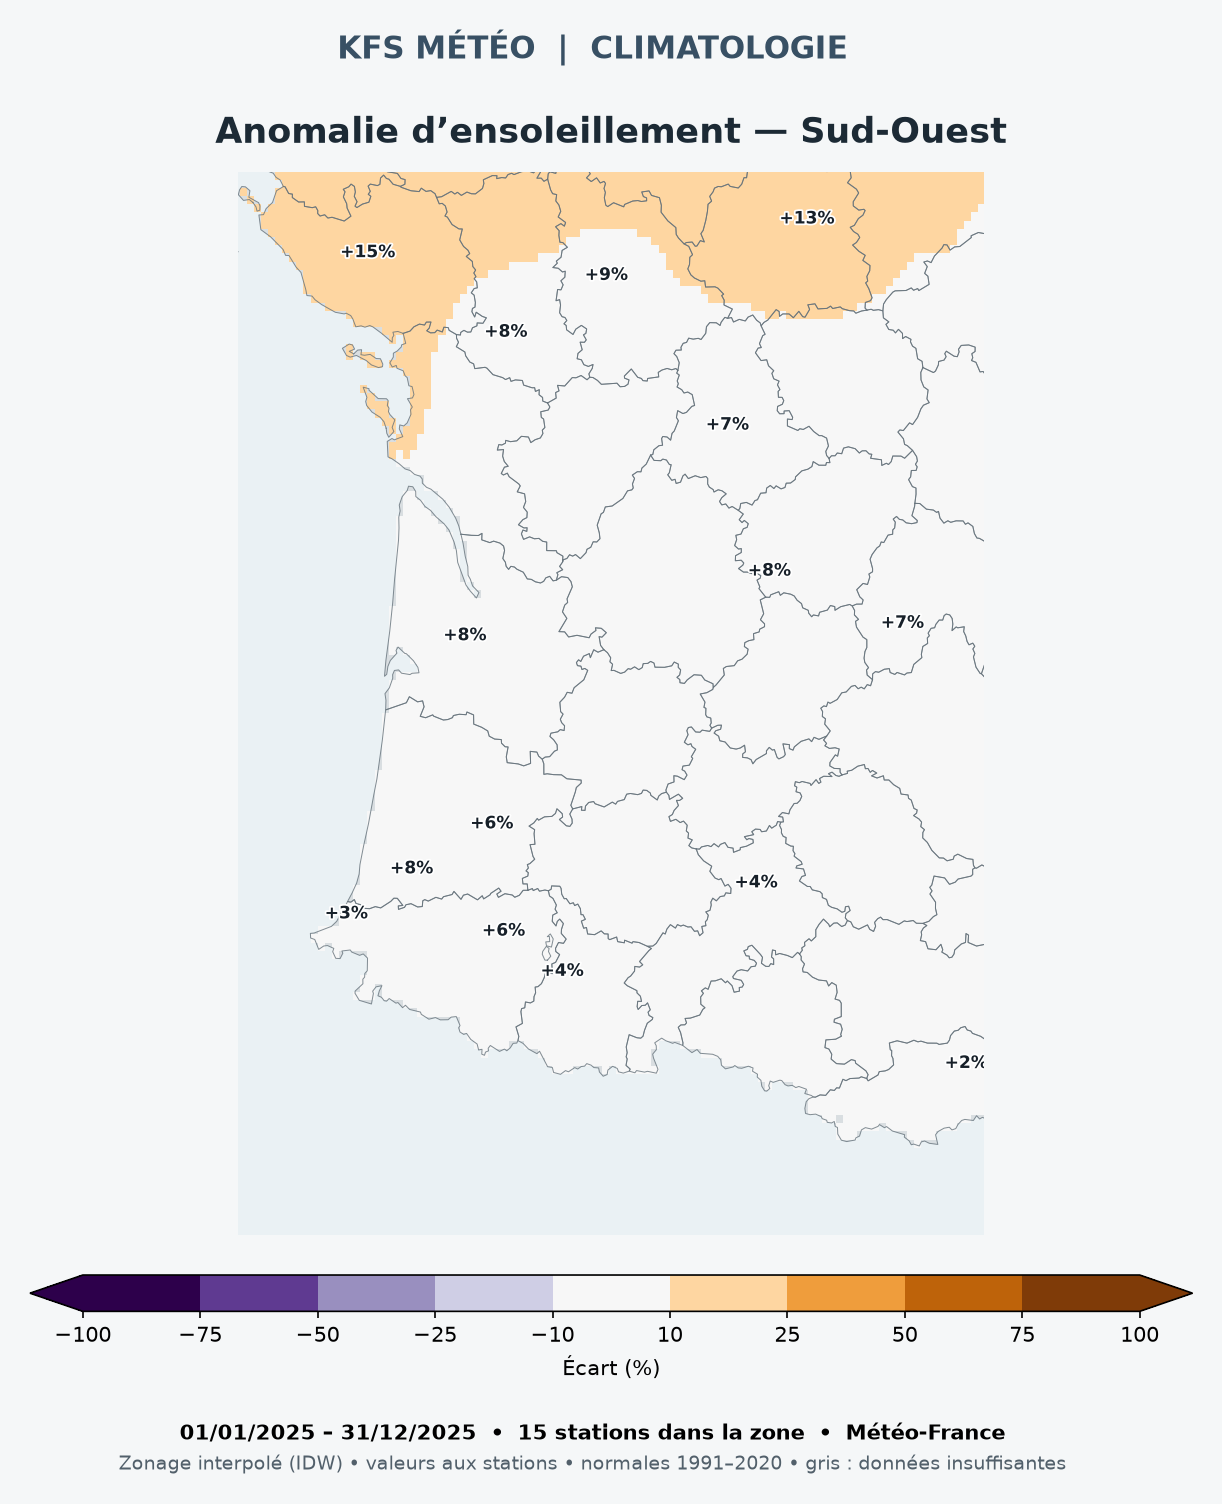 KFS MÉTÉO | CLIMATOLOGIE
Anomalie d’ensoleillement — Sud-Ouest
+13%
+15%
+9%
+8%
+7%
+8%
+7%
+8%
+6%
+8%
+4%
+3%
+6%
+4%
+2%
−100 −75 −50 −25 −10 10 25 50 75 100
Écart (%)
01/01/2025 – 31/12/2025 • 15 stations dans la zone • Météo-France
Zonage interpolé (IDW) • valeurs aux stations • normales 1991–2020 • gris : données insuffisantes